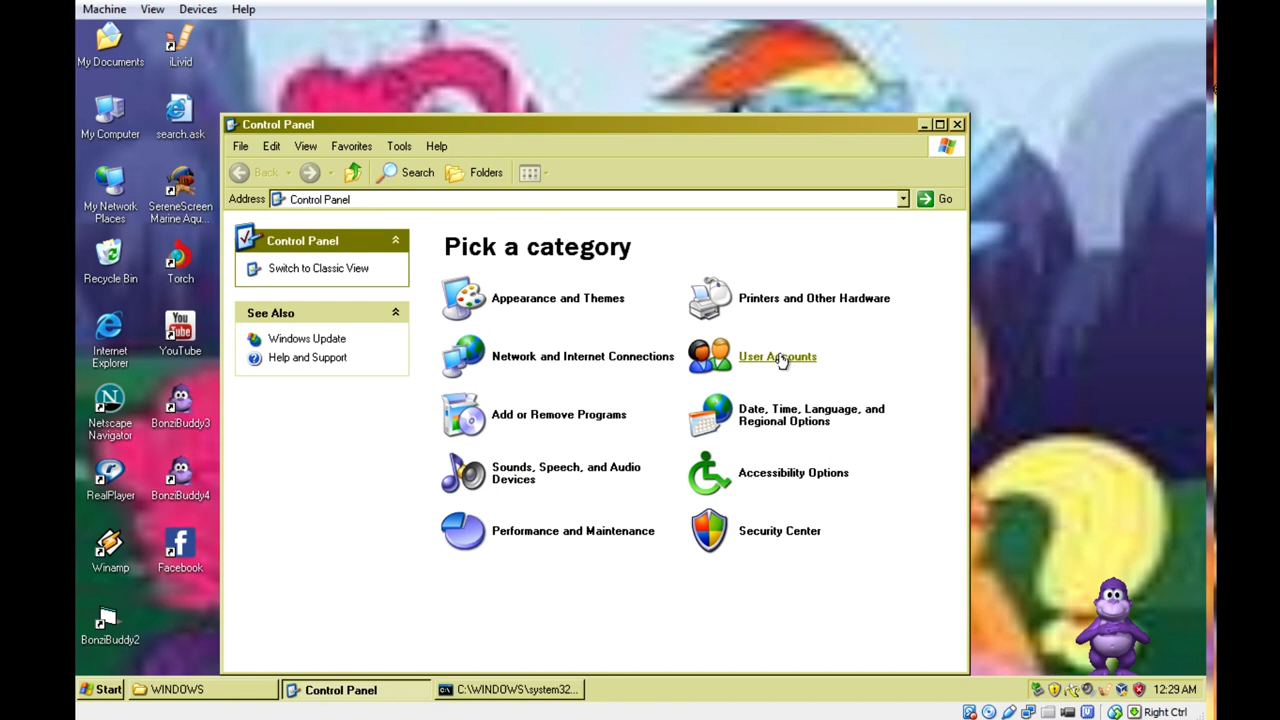 Machine View Devices Help
My Documents
iLivid
My Computer
search.ask
My Network
Places
SereneScreen
Marine Aqu...
Recycle Bin
Torch
Internet
Explorer
You
Tube
YouTube
Netscape
Navigator
BonziBuddy3
RealPlayer
BonziBuddy4
Winamp
Facebook
BonziBuddy2
Control Panel
File Edit View Favorites Tools Help
Back Search Folders
Address Control Panel Go
Control Panel
Switch to Classic View
See Also
Windows Update
Help and Support
Pick a category
Appearance and Themes
Printers and Other Hardware
Network and Internet Connections
User Accounts
Add or Remove Programs
Date, Time, Language, and
Regional Options
Sounds, Speech, and Audio
Devices
Accessibility Options
Performance and Maintenance
Security Center
Start WINDOWS Control Panel C:\WINDOWS\system32... 12:29 AM
Right Ctrl